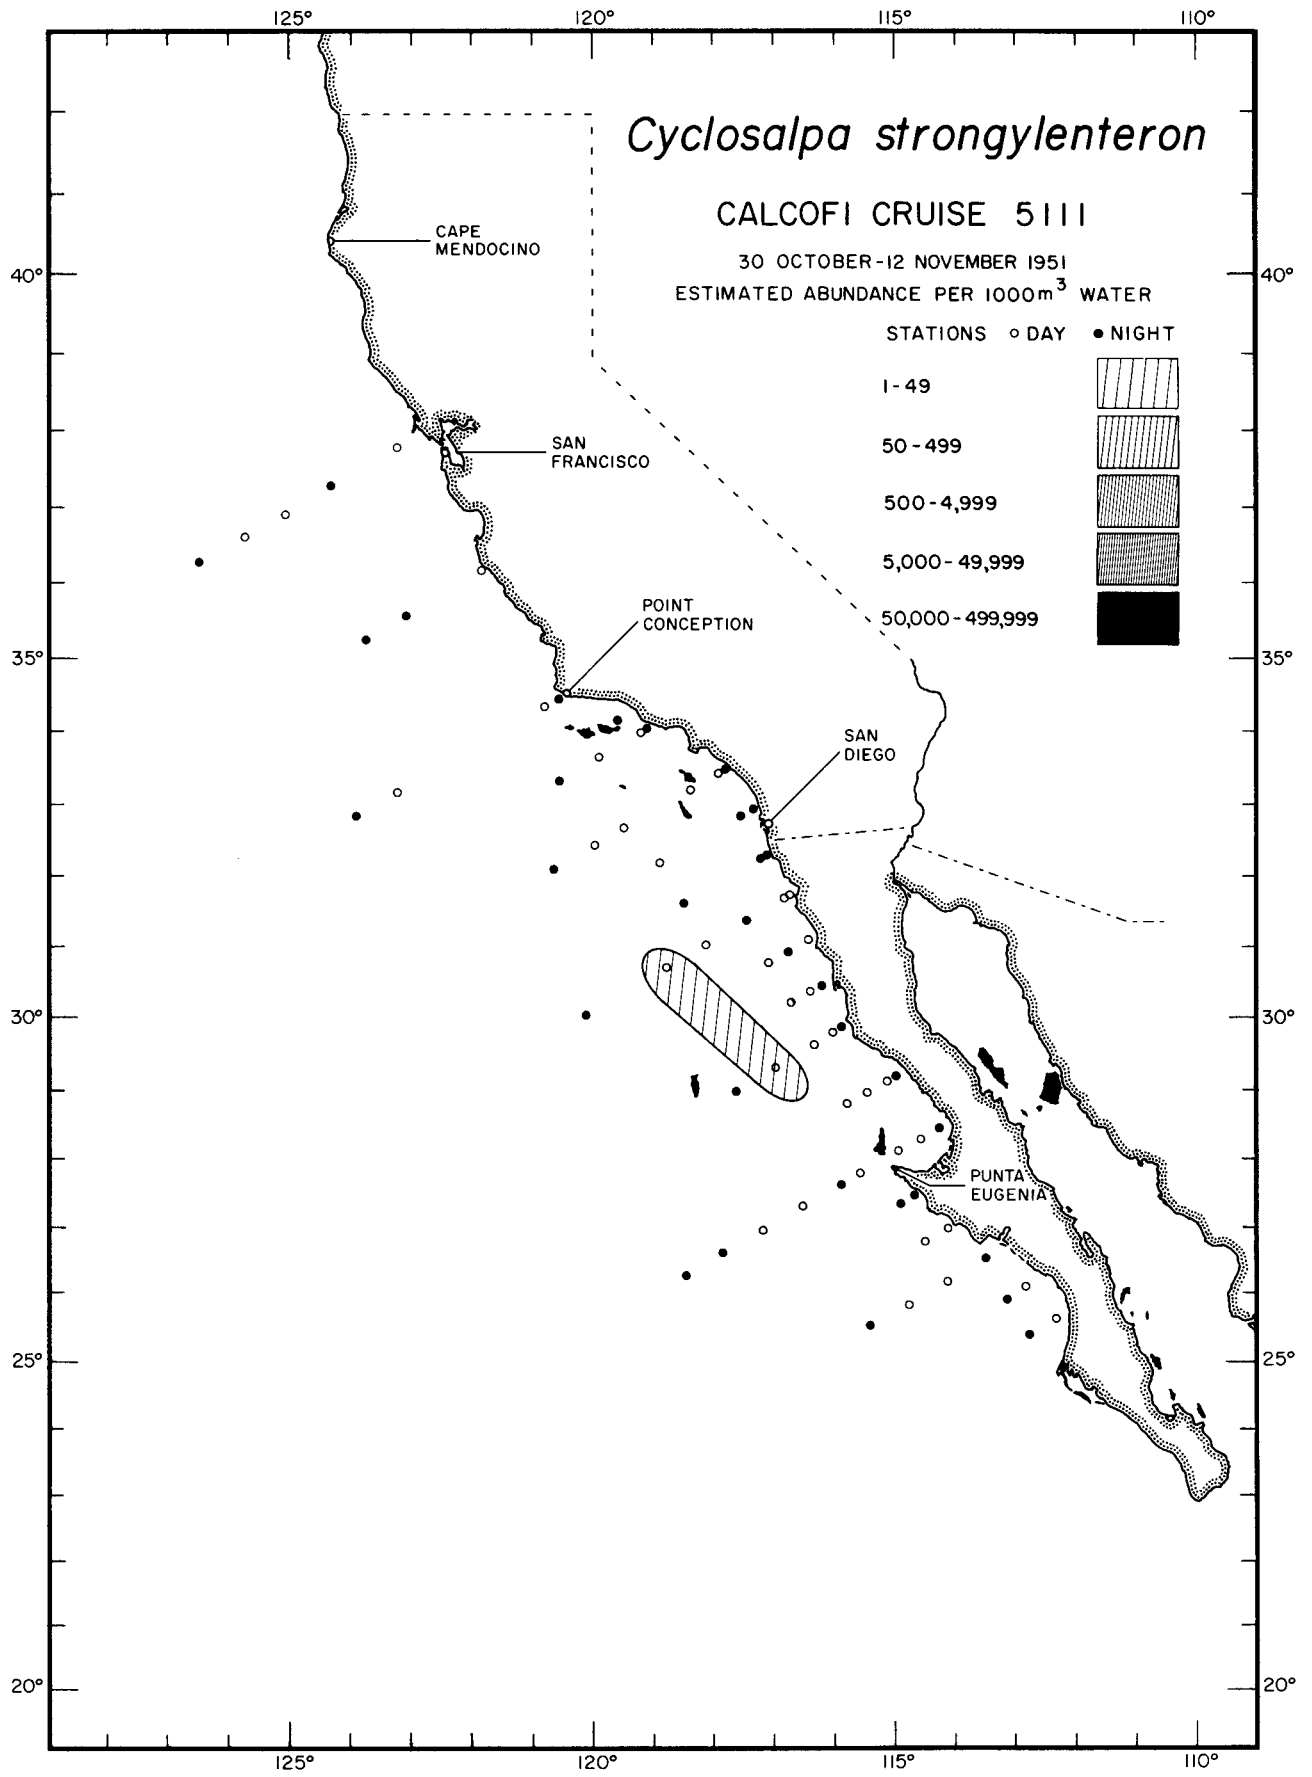 125° 120° 115° 110°
Cyclosalpa strongylenteron
CALCOFI CRUISE 5111
CAPE
MENDOCINO
30 OCTOBER-12 NOVEMBER 1951
40° 40°
ESTIMATED ABUNDANCE PER 1000m³ WATER
STATIONS DAY NIGHT
1-49
50-499
SAN
FRANCISCO
500-4,999
5,000-49,999
POINT
CONCEPTION
50,000-499,999
35° 35°
SAN
DIEGO
30° 30°
PUNTA
EUGENIA
25° 25°
20° 20°
125° 120° 115° 110°